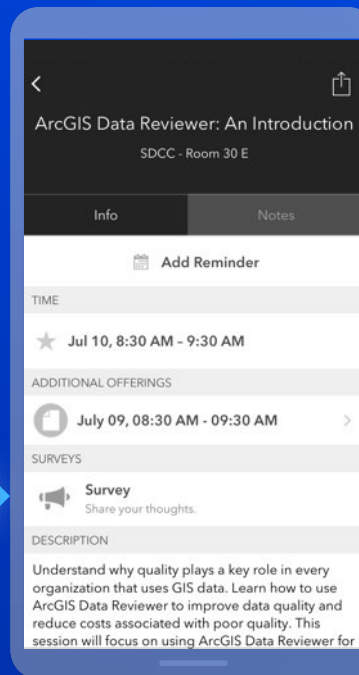 ArcGIS Data Reviewer: An Introduction
SDCC - Room 30 E
Info Notes
Add Reminder
TIME
Jul 10, 8:30 AM – 9:30 AM
ADDITIONAL OFFERINGS
July 09, 08:30 AM - 09:30 AM
SURVEYS
Survey
Share your thoughts.
DESCRIPTION
Understand why quality plays a key role in every
organization that uses GIS data. Learn how to use
ArcGIS Data Reviewer to improve data quality and
reduce costs associated with poor quality. This
session will focus on using ArcGIS Data Reviewer for